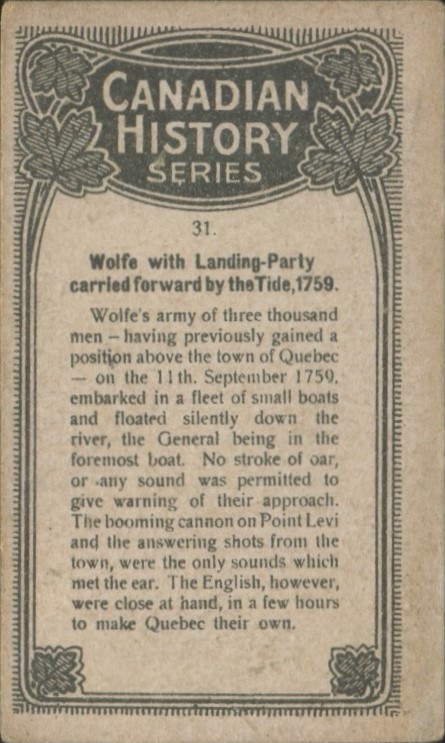 CANADIAN
HISTORY
SERIES
31.
Wolfe with Landing-Party
carried forward by the Tide, 1759.
Wolfe's army of three thousand
men – having previously gained a
position above the town of Quebec
— on the 11th. September 1759,
embarked in a fleet of small boats
and floated silently down the
river, the General being in the
foremost boat. No stroke of oar,
or any sound was permitted to
give warning of their approach.
The booming cannon on Point Levi
and the answering shots from the
town, were the only sounds which
met the ear. The English, however,
were close at hand, in a few hours
to make Quebec their own.